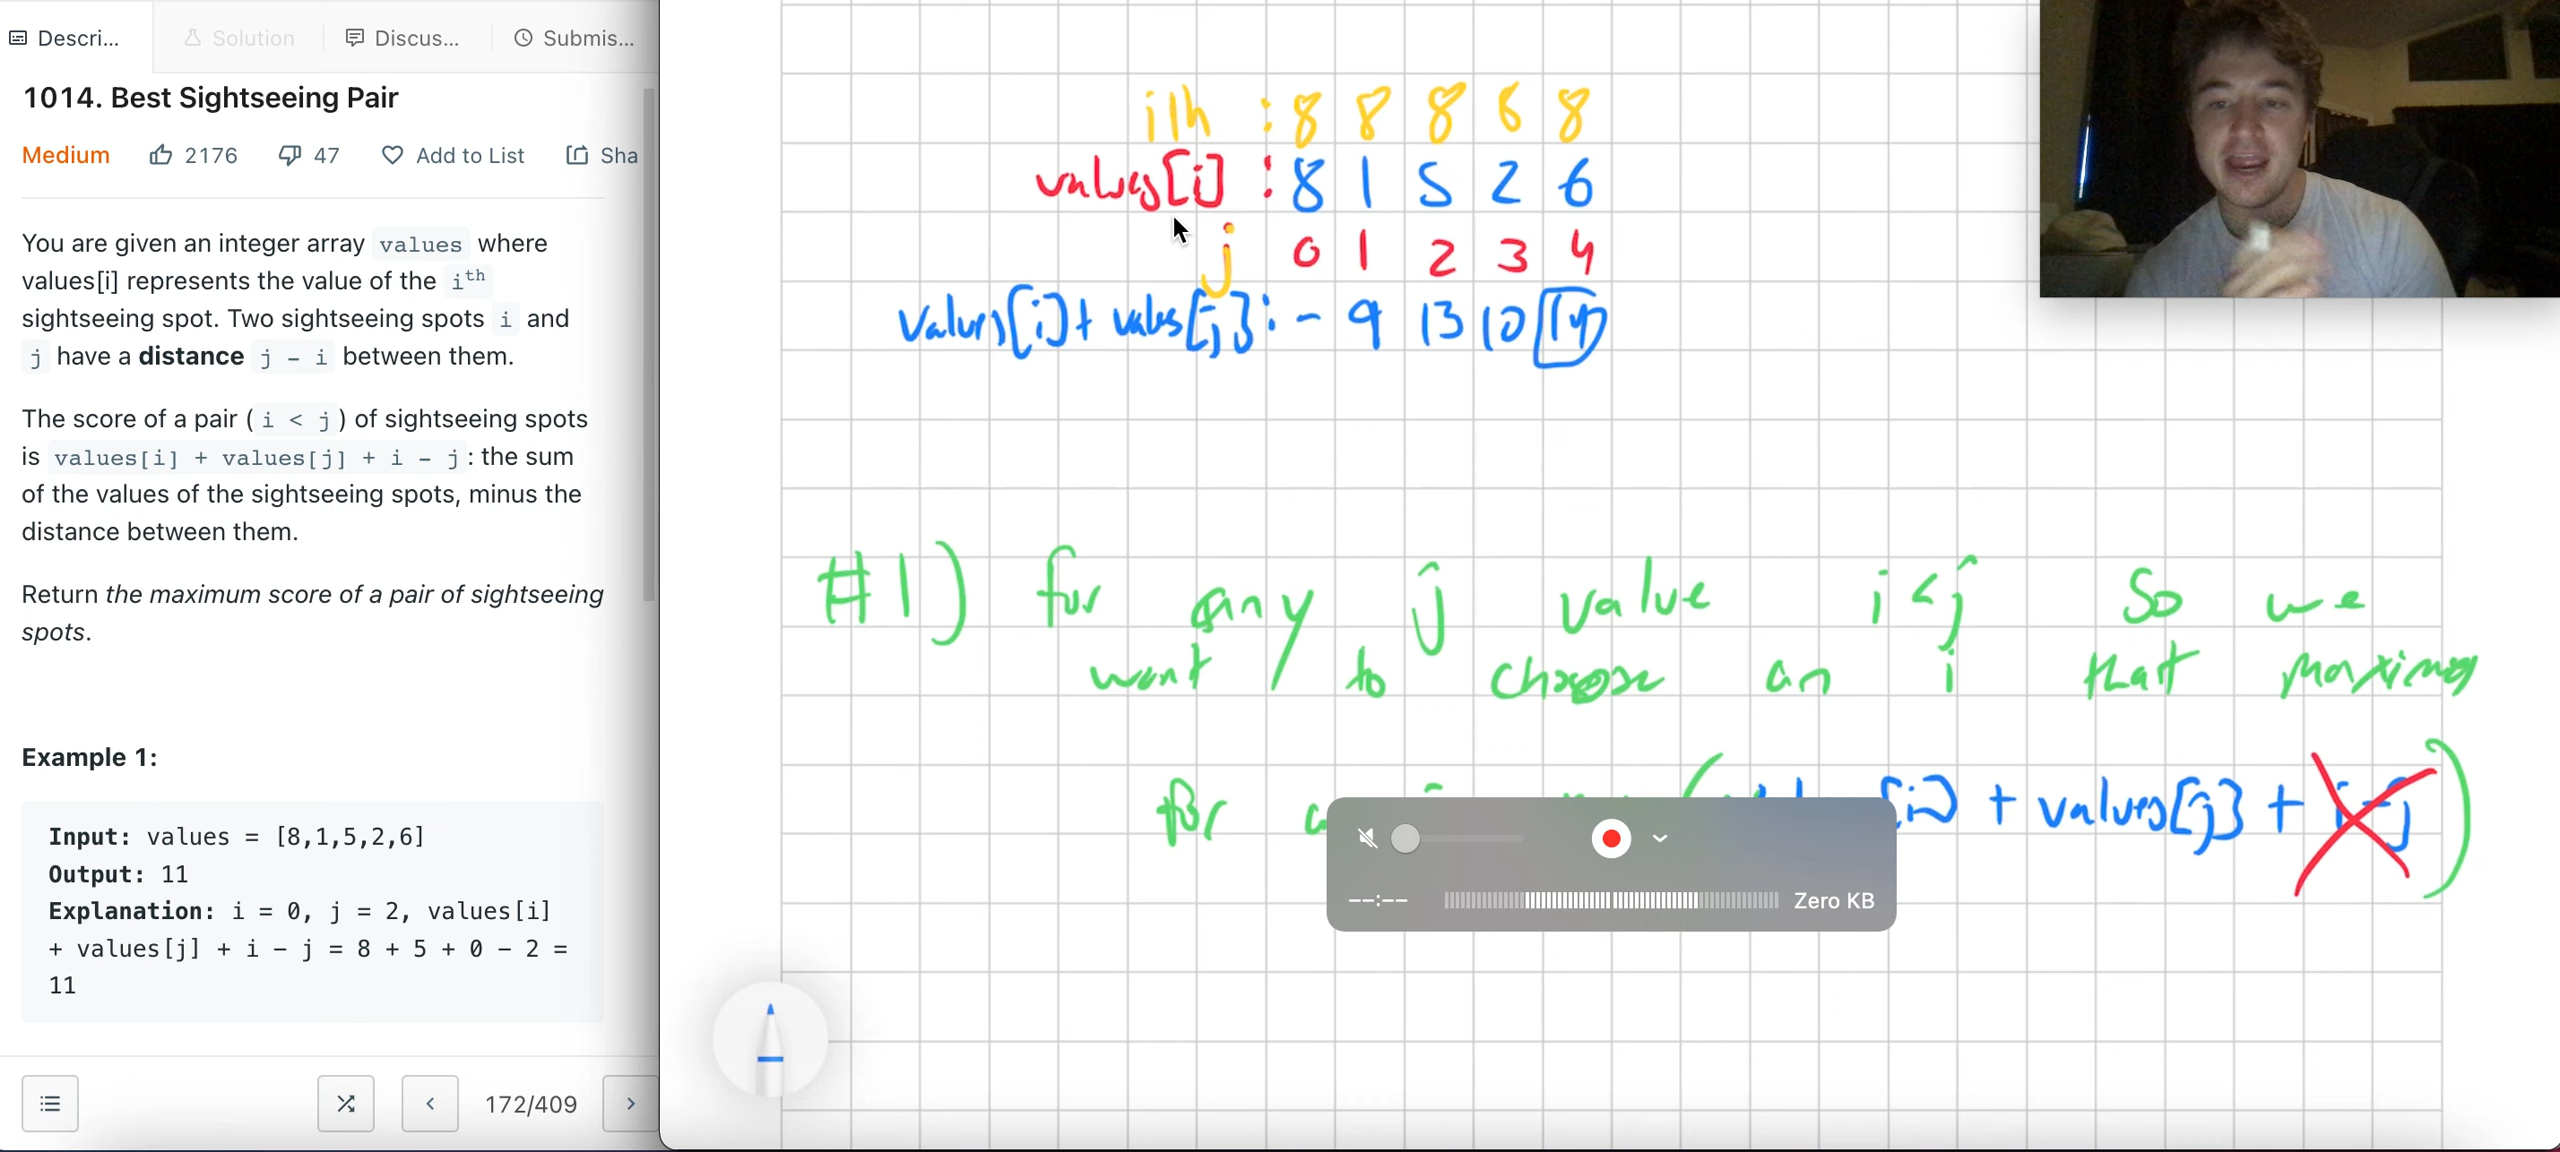 Descri...
Solution
Discus...
Submis...
1014. Best Sightseeing Pair
Medium 2176 47 Add to List Sha
You are given an integer array values where
values[i] represents the value of the ith
sightseeing spot. Two sightseeing spots i and
j have a distance j - i between them.
The score of a pair (i < j) of sightseeing spots
is values[i] + values[j] + i - j: the sum
of the values of the sightseeing spots, minus the
distance between them.
Return the maximum score of a pair of sightseeing
spots.
Example 1:
Input: values = [8,1,5,2,6]
Output: 11
Explanation: i = 0, j = 2, values[i]
+ values[j] + i - j = 8 + 5 + 0 - 2 =
11
172/409
: 8 8 8 8 8
values[i] : 8 1 5 2 6
j 0 1 2 3 4
values[i] + values[j] : - 9 13 10 14
#1) for any j value i < j so we
want to choose an i that
for [i] + values[j] + i - j)
--:-- Zero KB